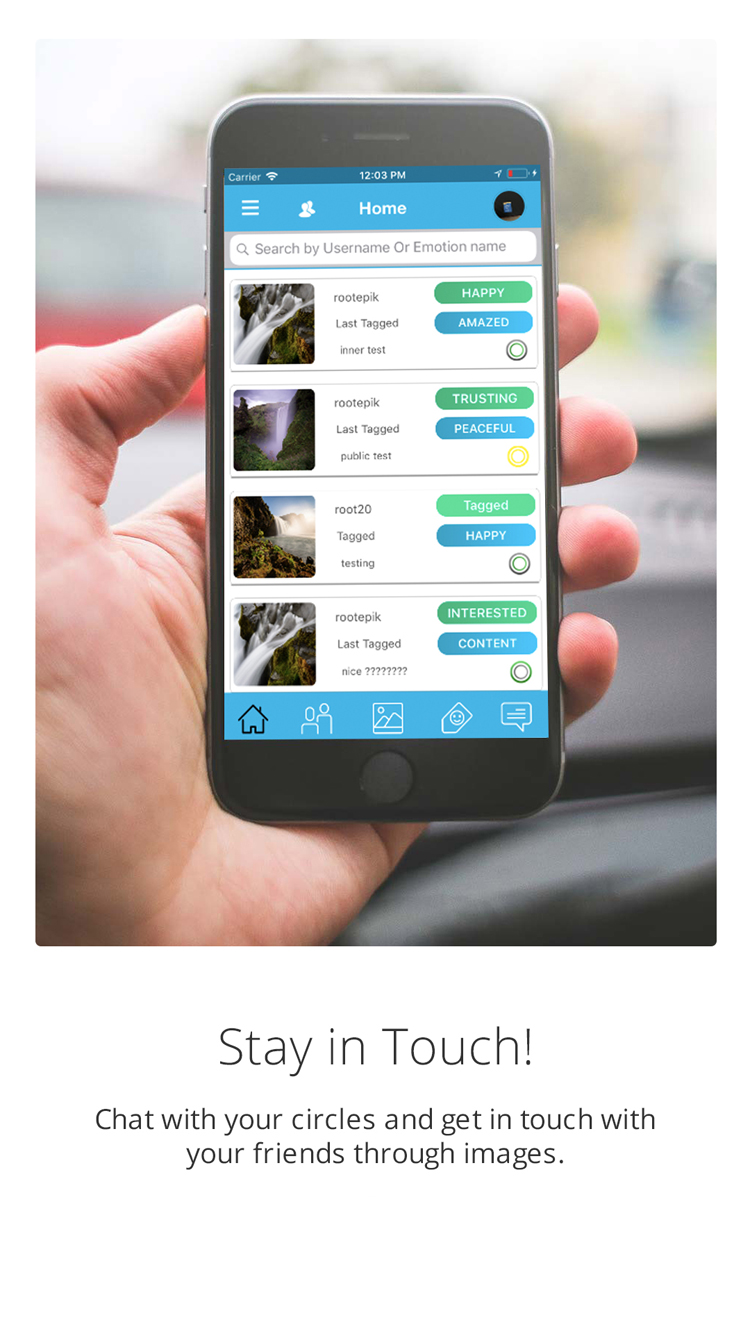 Carrier 12:03 PM
Home
Search by Username Or Emotion name
rootepik HAPPY
Last Tagged AMAZED
inner test
rootepik TRUSTING
Last Tagged PEACEFUL
public test
root20 Tagged
Tagged HAPPY
testing
rootepik INTERESTED
Last Tagged CONTENT
nice ????????
Stay in Touch!
Chat with your circles and get in touch with
your friends through images.